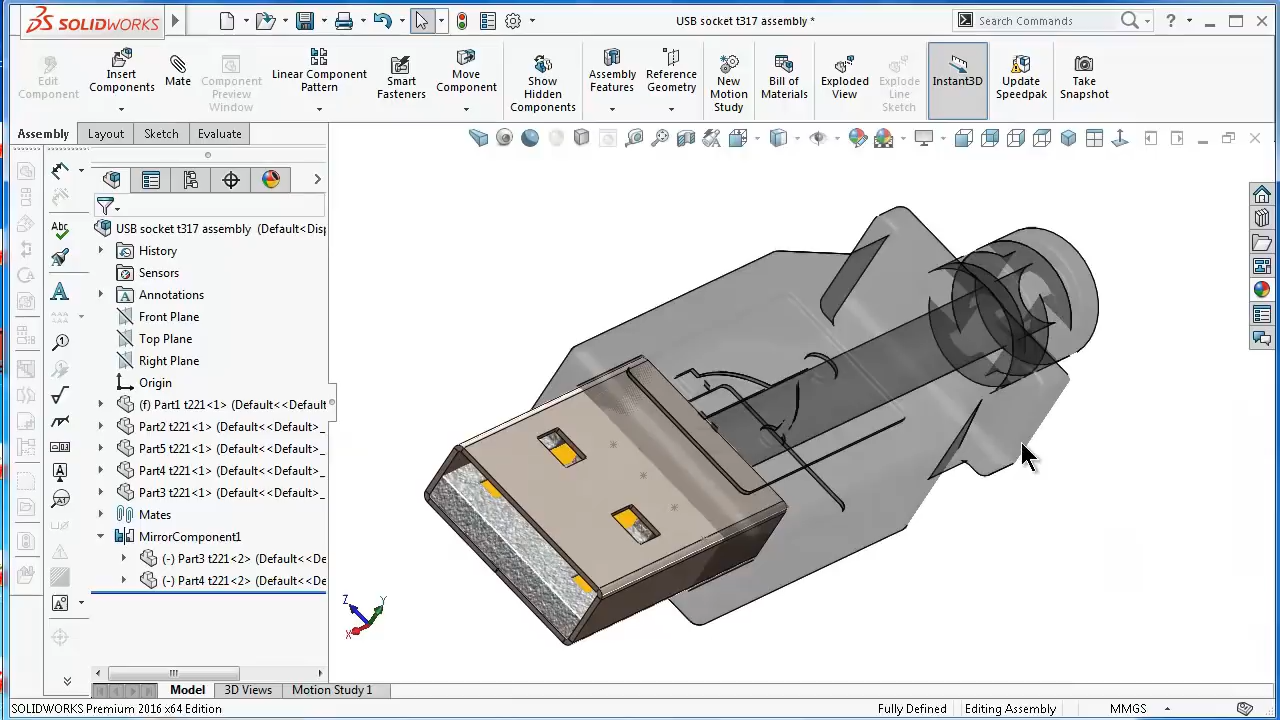 SOLIDWORKS
USB socket t317 assembly *
Search Commands
Edit Component
Insert Components
Mate
Component Preview Window
Linear Component Pattern
Smart Fasteners
Move Component
Show Hidden Components
Assembly Features
Reference Geometry
New Motion Study
Bill of Materials
Exploded View
Explode Line Sketch
Instant3D
Update Speedpak
Take Snapshot
Assembly Layout Sketch Evaluate
USB socket t317 assembly (Default<Disp
History
Sensors
Annotations
Front Plane
Top Plane
Right Plane
Origin
(f) Part1 t221<1> (Default<<Default
Part2 t221<1> (Default<<Default>_
Part5 t221<1> (Default<<Default>_
Part4 t221<1> (Default<<Default>_
Part3 t221<1> (Default<<Default>_
Mates
MirrorComponent1
(-) Part3 t221<2> (Default<<De
(-) Part4 t221<2> (Default<<De
Abc
Z Y
X
Model 3D Views Motion Study 1
SOLIDWORKS Premium 2016 x64 Edition Fully Defined Editing Assembly MMGS